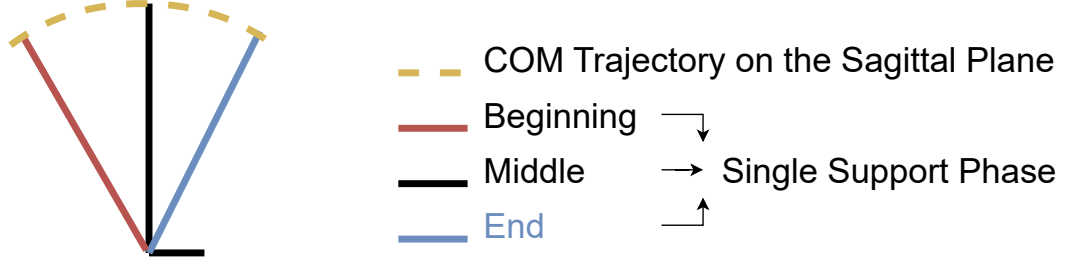 COM Trajectory on the Sagittal Plane
Beginning
Middle
Single Support Phase
End